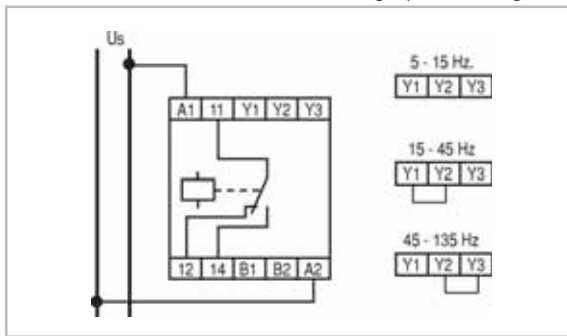 Us
5 - 15 Hz.
Y1 Y2 Y3
A1 11 Y1 Y2 Y3
15 - 45 Hz
Y1 Y2 Y3
45 - 135 Hz
Y1 Y2 Y3
12 14 B1 B2 A2